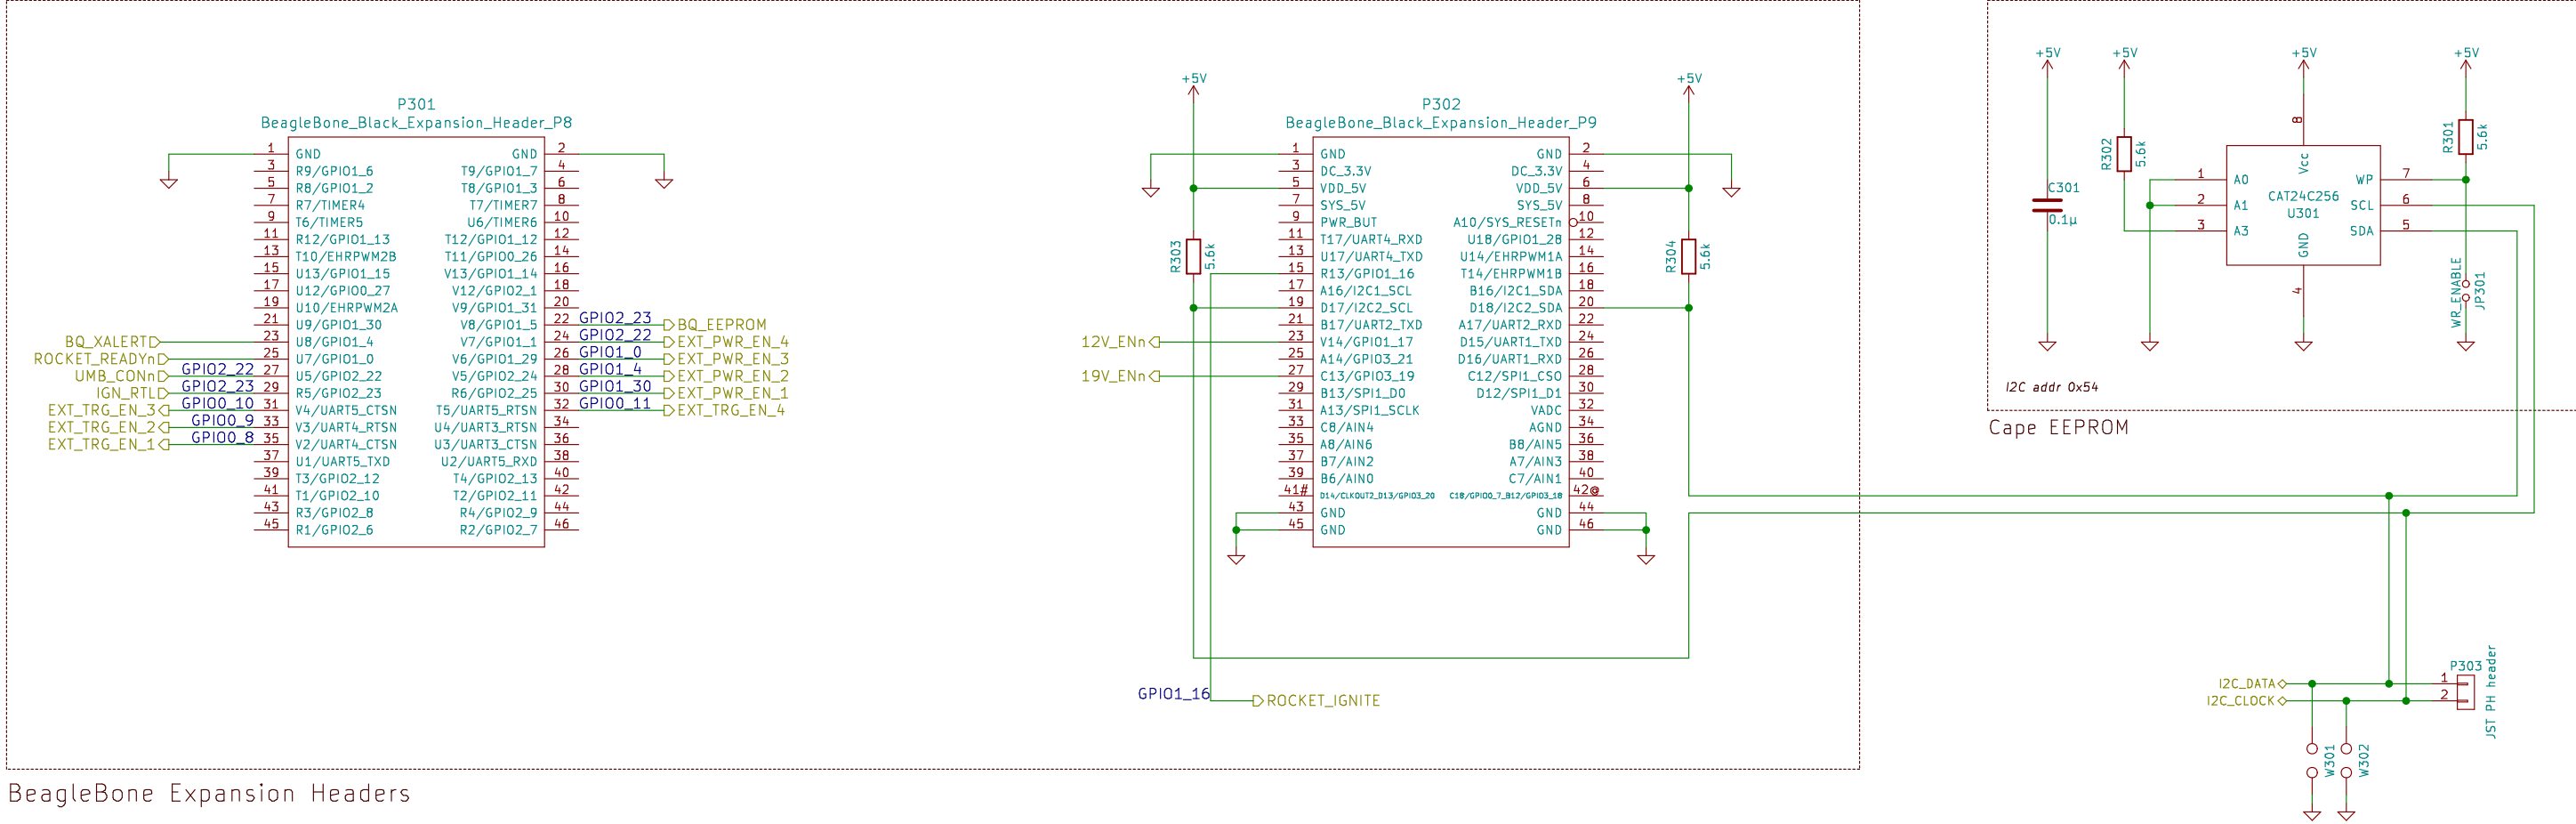 P301
BeagleBone_Black_Expansion_Header_P8
1 GND GND 2
3 R9/GPIO1_6 T9/GPIO1_7 4
5 R8/GPIO1_2 T8/GPIO1_3 6
7 R7/TIMER4 T7/TIMER7 8
9 T6/TIMER5 U6/TIMER6 10
11 R12/GPIO1_13 T12/GPIO1_12 12
13 T10/EHRPWM2B T11/GPIO0_26 14
15 U13/GPIO1_15 V13/GPIO1_14 16
17 U12/GPIO0_27 V12/GPIO2_1 18
19 U10/EHRPWM2A V9/GPIO1_31 20
21 U9/GPIO1_30 V8/GPIO1_5 22 GPIO2_23 BQ_EEPROM
BQ_XALERT 23 U8/GPIO1_4 V7/GPIO1_1 24 GPIO2_22 EXT_PWR_EN_4
ROCKET_READYn 25 U7/GPIO1_0 V6/GPIO1_29 26 GPIO1_0 EXT_PWR_EN_3
UMB_CONn GPIO2_22 27 U5/GPIO2_22 V5/GPIO2_24 28 GPIO1_4 EXT_PWR_EN_2
IGN_RTL GPIO2_23 29 R5/GPIO2_23 R6/GPIO2_25 30 GPIO1_30 EXT_PWR_EN_1
EXT_TRG_EN_3 GPIO0_10 31 V4/UART5_CTSN T5/UART5_RTSN 32 GPIO0_11 EXT_TRG_EN_4
EXT_TRG_EN_2 GPIO0_9 33 V3/UART4_RTSN U4/UART3_RTSN 34
EXT_TRG_EN_1 GPIO0_8 35 V2/UART4_CTSN U3/UART3_CTSN 36
37 U1/UART5_TXD U2/UART5_RXD 38
39 T3/GPIO2_12 T4/GPIO2_13 40
41 T1/GPIO2_10 T2/GPIO2_11 42
43 R3/GPIO2_8 R4/GPIO2_9 44
45 R1/GPIO2_6 R2/GPIO2_7 46
+5V +5V
P302
BeagleBone_Black_Expansion_Header_P9
1 GND GND 2
3 DC_3.3V DC_3.3V 4
5 VDD_5V VDD_5V 6
7 SYS_5V SYS_5V 8
9 PWR_BUT A10/SYS_RESETn 10
11 T17/UART4_RXD U18/GPIO1_28 12
13 U17/UART4_TXD U14/EHRPWM1A 14
15 R13/GPIO1_16 T14/EHRPWM1B 16
17 A16/I2C1_SCL B16/I2C1_SDA 18
19 D17/I2C2_SCL D18/I2C2_SDA 20
21 B17/UART2_TXD A17/UART2_RXD 22
12V_ENn 23 V14/GPIO1_17 D15/UART1_TXD 24
25 A14/GPIO3_21 D16/UART1_RXD 26
19V_ENn 27 C13/GPIO3_19 C12/SPI1_CSO 28
29 B13/SPI1_D0 D12/SPI1_D1 30
31 A13/SPI1_SCLK VADC 32
33 C8/AIN4 AGND 34
35 A8/AIN6 B8/AIN5 36
37 B7/AIN2 A7/AIN3 38
39 B6/AIN0 C7/AIN1 40
41# D14/CLKOUT2_D13/GPIO3_20 C18/GPIO0_7_B12/GPIO3_18 42@
43 GND GND 44
45 GND GND 46
R303 5.6k
R304 5.6k
GPIO1_16 ROCKET_IGNITE
BeagleBone Expansion Headers
+5V +5V +5V +5V
C301
0.1µ
R302 5.6k
R301 5.6k
8 Vcc
1 A0 WP 7
CAT24C256
2 A1 SCL 6
U301
3 A3 SDA 5
GND 4
WR_ENABLE
JP301
I2C addr 0x54
Cape EEPROM
P303
I2C_DATA 1
I2C_CLOCK 2
JST PH header
W301 W302